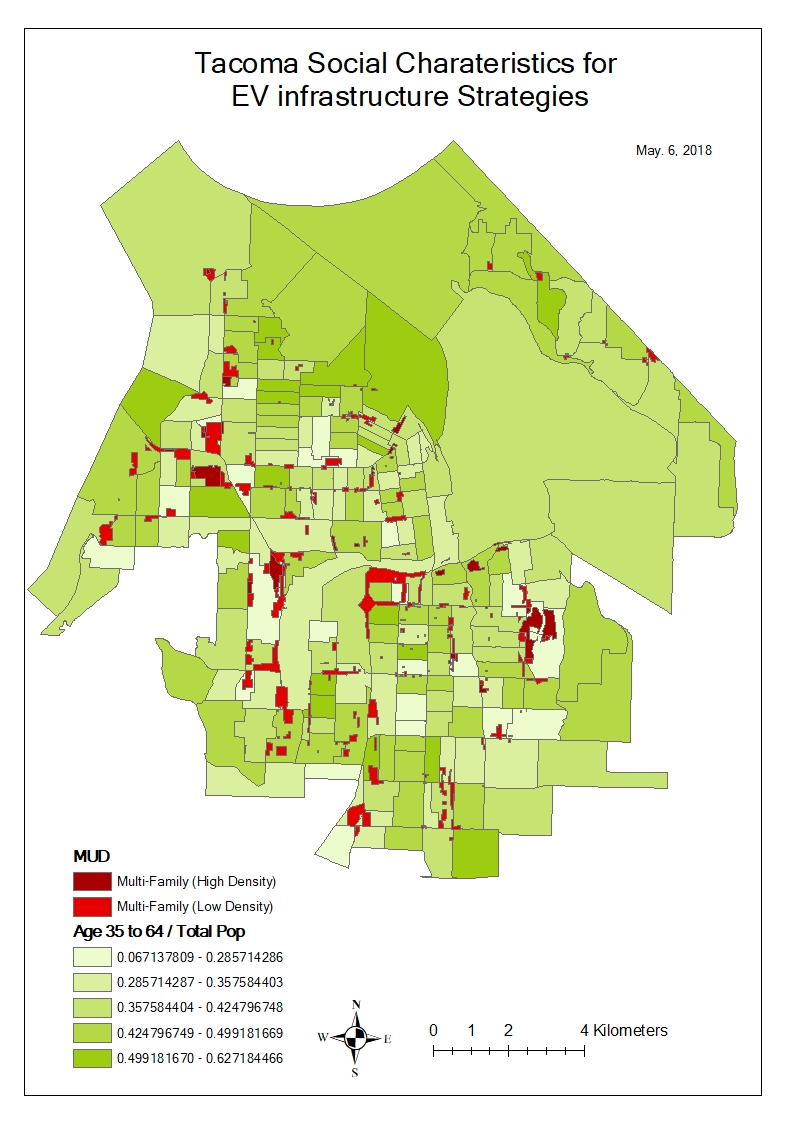 Tacoma Social Charateristics for
EV infrastructure Strategies
May. 6, 2018
MUD
Multi-Family (High Density)
Multi-Family (Low Density)
Age 35 to 64 / Total Pop
0.067137809 - 0.285714286
0.285714287 - 0.357584403
0.357584404 - 0.424796748
0.424796749 - 0.499181669
0.499181670 - 0.627184466
N
W E
S
0 1 2 4 Kilometers